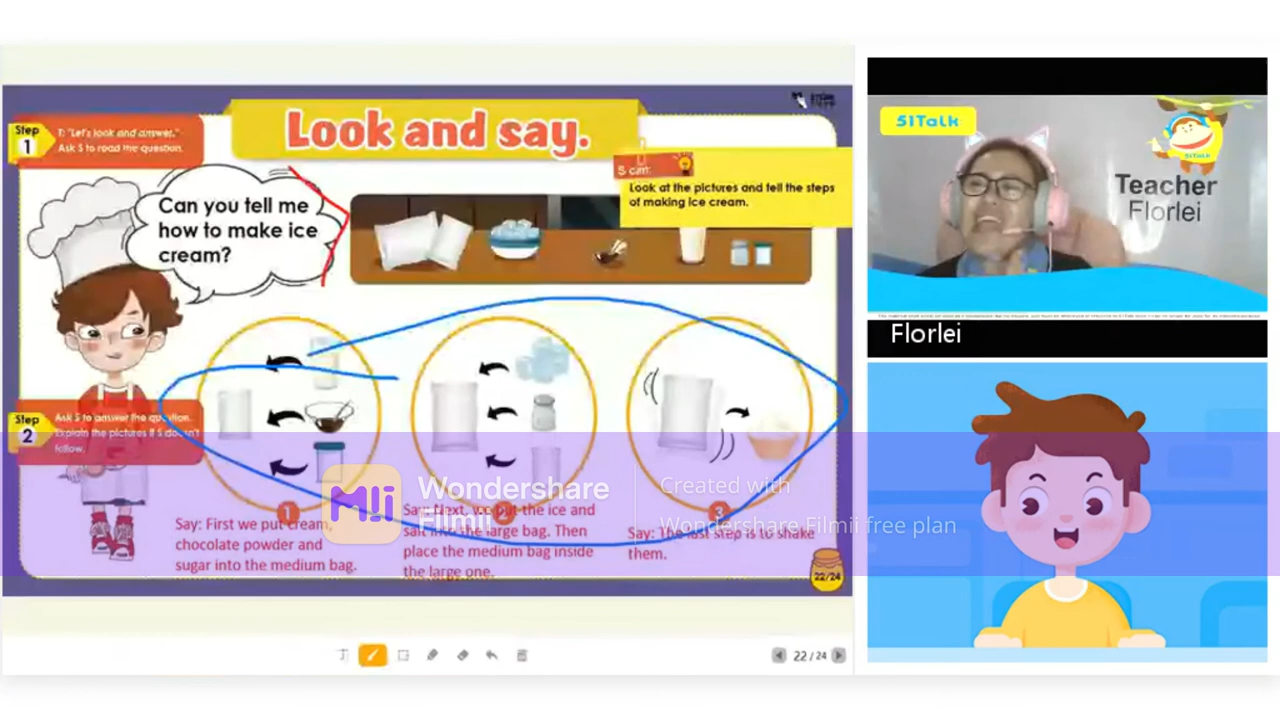 Look and say.
Step
1
T: "Let's look and answer."
Ask S to read the question.
S can:
Look at the pictures and tell the steps
of making ice cream.
Can you tell me
how to make ice
cream?
Step
2
Ask S to answer the question.
Explain the pictures if S doesn't
follow.
1
3
Say: First we put cream,
chocolate powder and
sugar into the medium bag.
Say: Next, we put the ice and
salt into the large bag. Then
place the medium bag inside
the large one.
Say: The last step is to shake
them.
22/24
Wondershare
Filmii
Created with
Wondershare Filmii free plan
22 / 24
51Talk
51Talk
Teacher
Florlei
Florlei